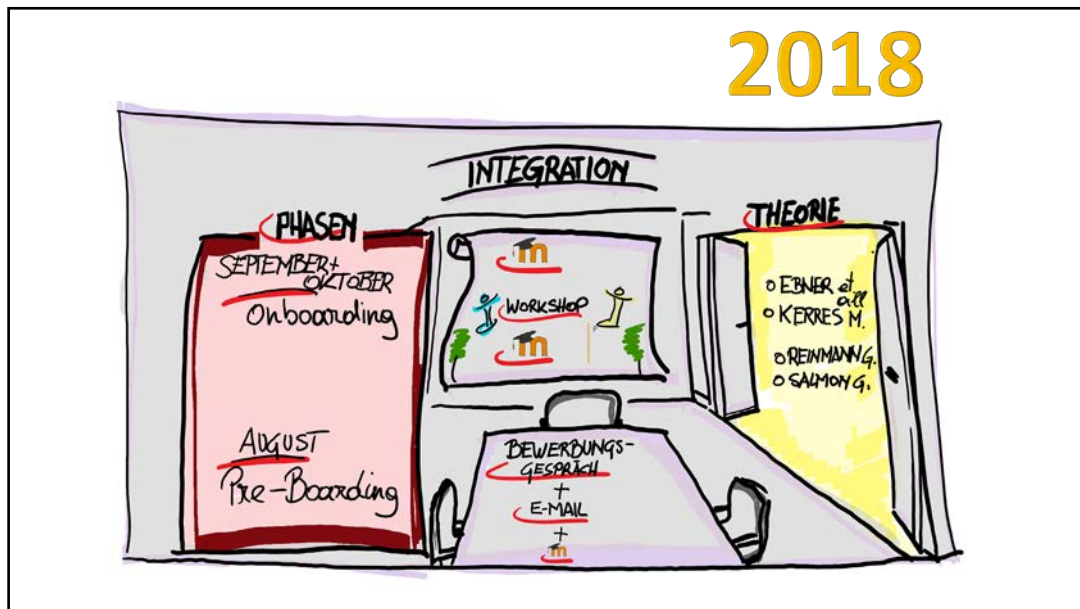 2018
INTEGRATION
PHASEN
SEPTEMBER +
OKTOBER
Onboarding
AUGUST
Pre-Boarding
m
WORKSHOP
m
BEWERBUNGS-
GESPRÄCH
+
E-MAIL
+
m
THEORIE
o EBNER et
all
o KERRES M.
o REINMANN G.
o SALMON G.